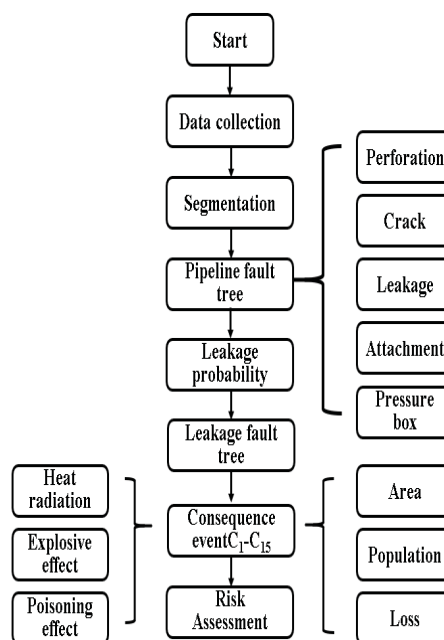 Start
Data collection
Segmentation
Pipeline fault
tree
Perforation
Crack
Leakage
Attachment
Pressure
box
Leakage
probability
Leakage fault
tree
Consequence
eventC₁-C₁₅
Heat
radiation
Explosive
effect
Poisoning
effect
Area
Population
Loss
Risk
Assessment